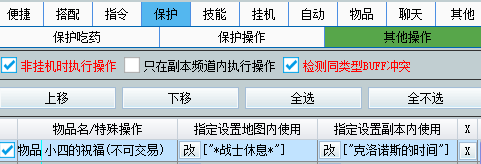 便捷 搭配 指令 保护 技能 挂机 自动 物品 聊天 其他
保护吃药 保护操作 其他操作
非挂机时执行操作 只在副本频道内执行操作 检测同类型BUFF冲突
上移 下移 全选 全不选
物品名/特殊操作 指定设置地图内使用 指定设置副本内使用 x
物品 小四的祝福(不可交易) 改 ["*战士休息*"] 改 ["克洛诺斯的时间"] x